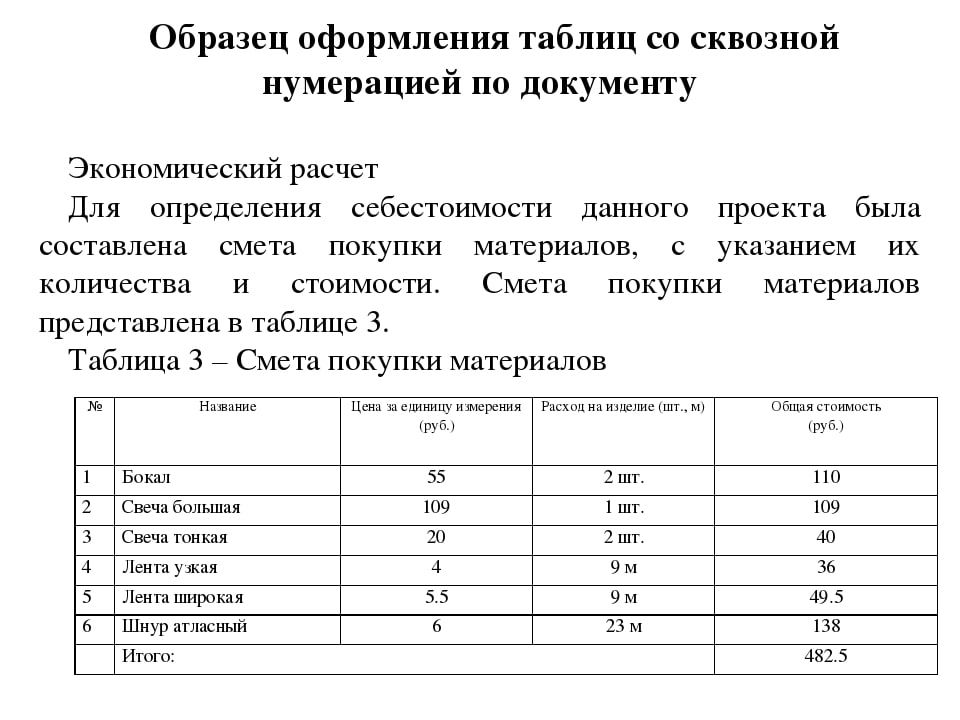 Образец оформления таблиц со сквозной
нумерацией по документу
Экономический расчет
Для определения себестоимости данного проекта была
составлена смета покупки материалов, с указанием их
количества и стоимости. Смета покупки материалов
представлена в таблице 3.
Таблица 3 – Смета покупки материалов
№ Название Цена за единицу измерения (руб.) Расход на изделие (шт., м) Общая стоимость (руб.)
1 Бокал 55 2 шт. 110
2 Свеча большая 109 1 шт. 109
3 Свеча тонкая 20 2 шт. 40
4 Лента узкая 4 9 м 36
5 Лента широкая 5.5 9 м 49.5
6 Шнур атласный 6 23 м 138
Итого: 482.5